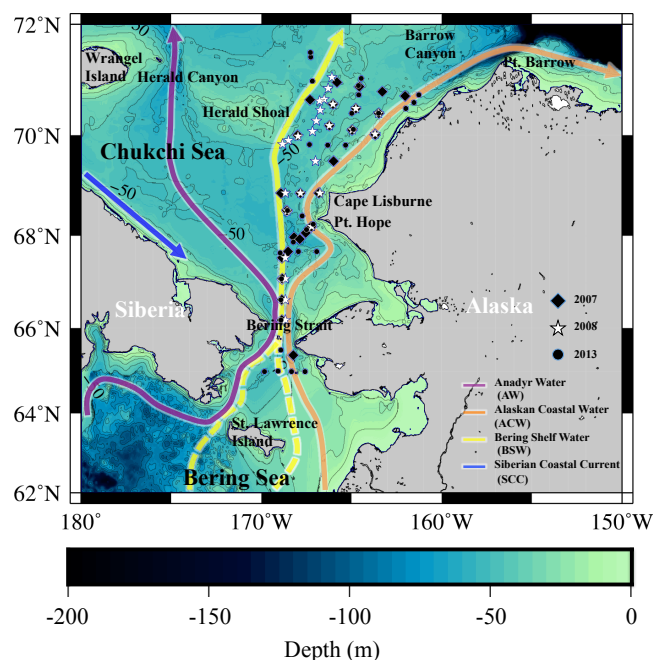 72°N
Barrow
Canyon
Wrangel
Island
Herald Canyon
Pt. Barrow
Herald Shoal
70°N
Chukchi Sea
-50
-50
-50
-50
Cape Lisburne
Pt. Hope
68°N
Siberia
Alaska
2007
2008
2013
66°N
Bering Strait
Anadyr Water
(AW)
Alaskan Coastal Water
(ACW)
64°N
St. Lawrence
Island
Bering Shelf Water
(BSW)
Bering Sea
Siberian Coastal Current
(SCC)
62°N
180°
170°W
160°W
150°W
-200
-150
-100
-50
0
Depth (m)